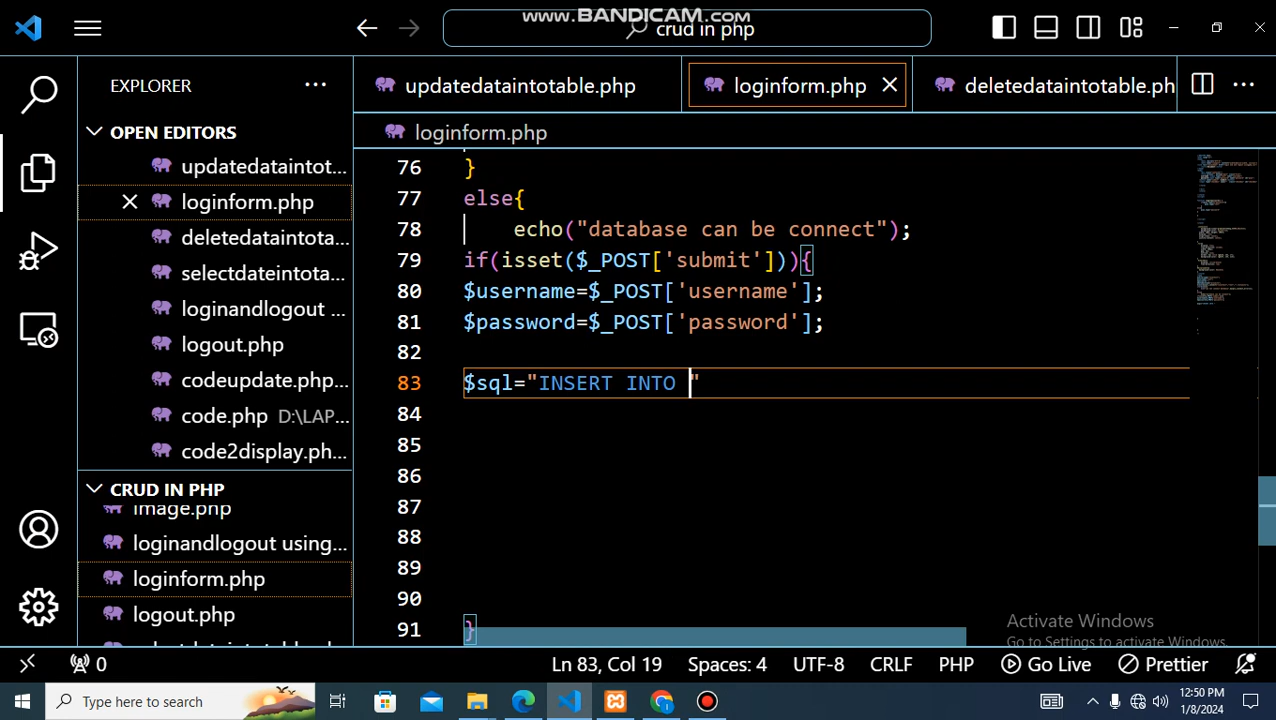 www.BANDICAM.com
crud in php
EXPLORER
updatedataintotable.php
loginform.php
deletedataintotable.ph
OPEN EDITORS
loginform.php
updatedataintot...
loginform.php
deletedataintota...
selectdateintota...
loginandlogout ...
logout.php
codeupdate.php...
code.php D:\LAP...
code2display.ph...
CRUD IN PHP
image.php
loginandlogout using...
loginform.php
logout.php
76 }
77 else{
78 echo("database can be connect");
79 if(isset($_POST['submit'])){
80 $username=$_POST['username'];
81 $password=$_POST['password'];
82
83 $sql="INSERT INTO "
84
85
86
87
88
89
90
91 }
Activate Windows
Go to Settings to activate Windows.
0
Ln 83, Col 19
Spaces: 4
UTF-8
CRLF
PHP
Go Live
Prettier
Type here to search
12:50 PM
1/8/2024